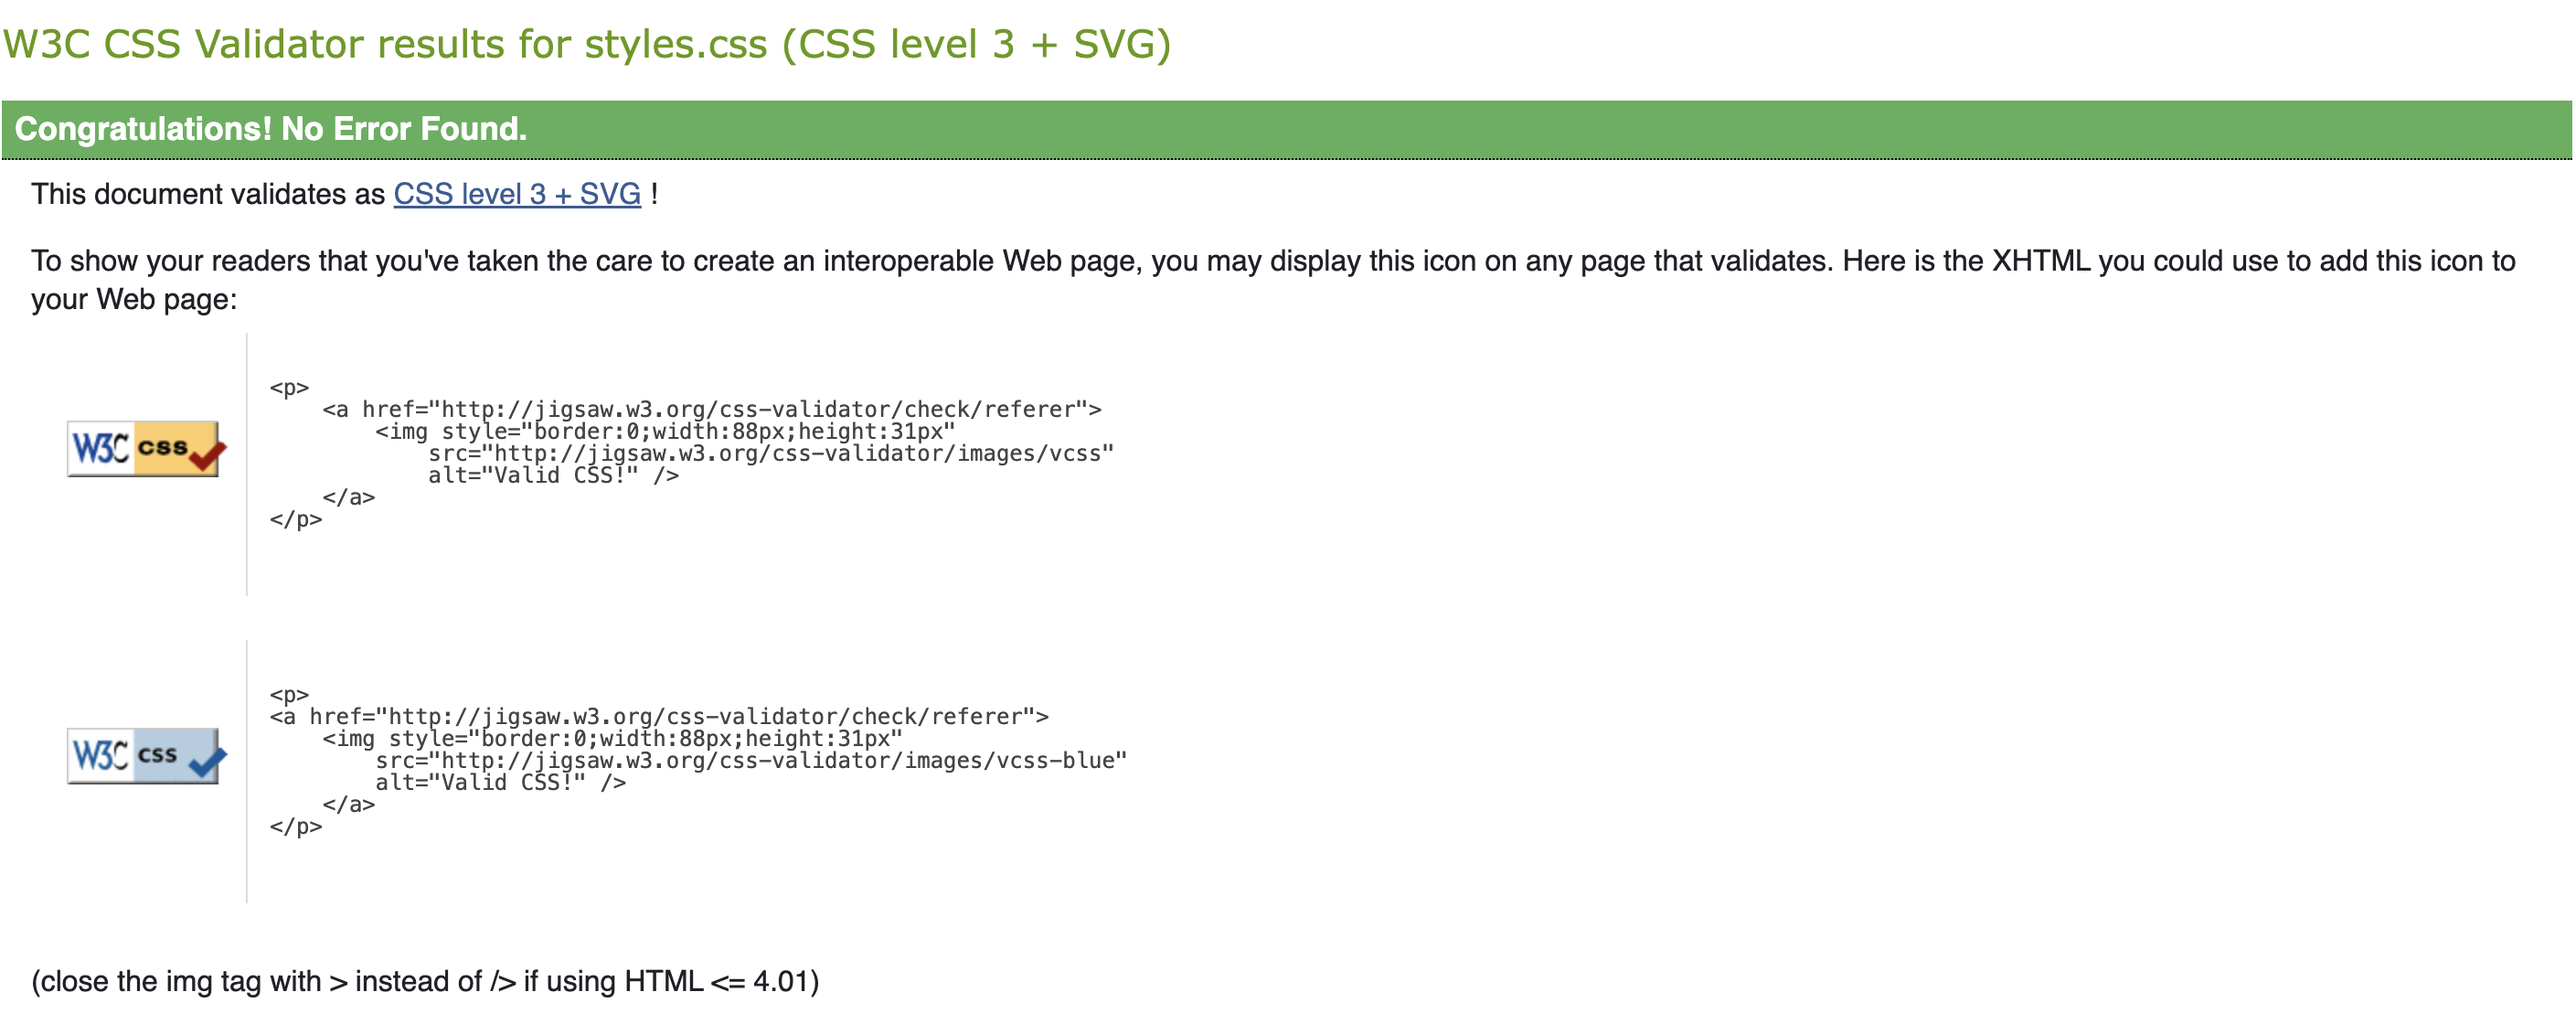 W3C CSS Validator results for styles.css (CSS level 3 + SVG)
Congratulations! No Error Found.
This document validates as CSS level 3 + SVG !
To show your readers that you've taken the care to create an interoperable Web page, you may display this icon on any page that validates. Here is the XHTML you could use to add this icon to
your Web page:
W3C css
<p>
    <a href="http://jigsaw.w3.org/css-validator/check/referer">
        <img style="border:0;width:88px;height:31px"
            src="http://jigsaw.w3.org/css-validator/images/vcss"
            alt="Valid CSS!" />
    </a>
</p>
W3C css
<p>
<a href="http://jigsaw.w3.org/css-validator/check/referer">
    <img style="border:0;width:88px;height:31px"
        src="http://jigsaw.w3.org/css-validator/images/vcss-blue"
        alt="Valid CSS!" />
    </a>
</p>
(close the img tag with > instead of /> if using HTML <= 4.01)